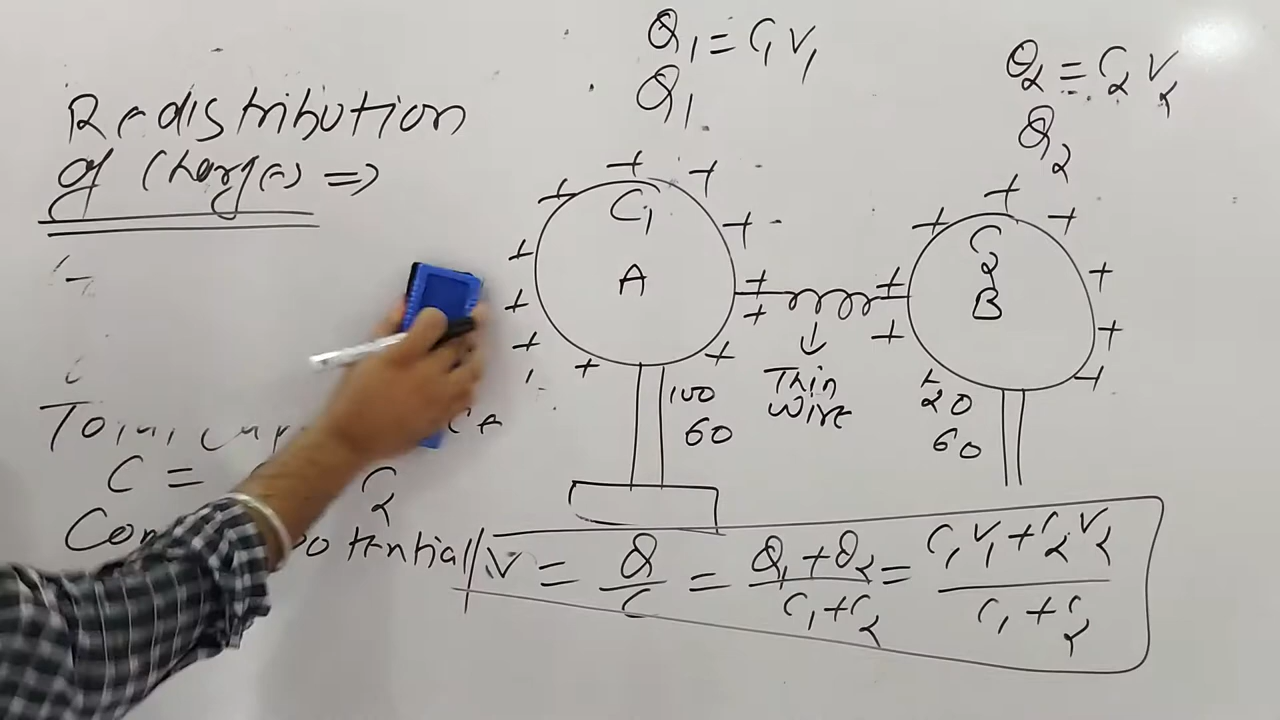 Redistribution
of Charge(s) =>
C = C₂
potential V = Q/C = Q₁+Q₂/C₁+C₂ = C₁V₁+C₂V₂/C₁+C₂
Q₁ = C₁V₁
Q₁
C₁
A
100
60
Thin
Wire
Q₂ = C₂V₂
Q₂
C₂
B
20
60